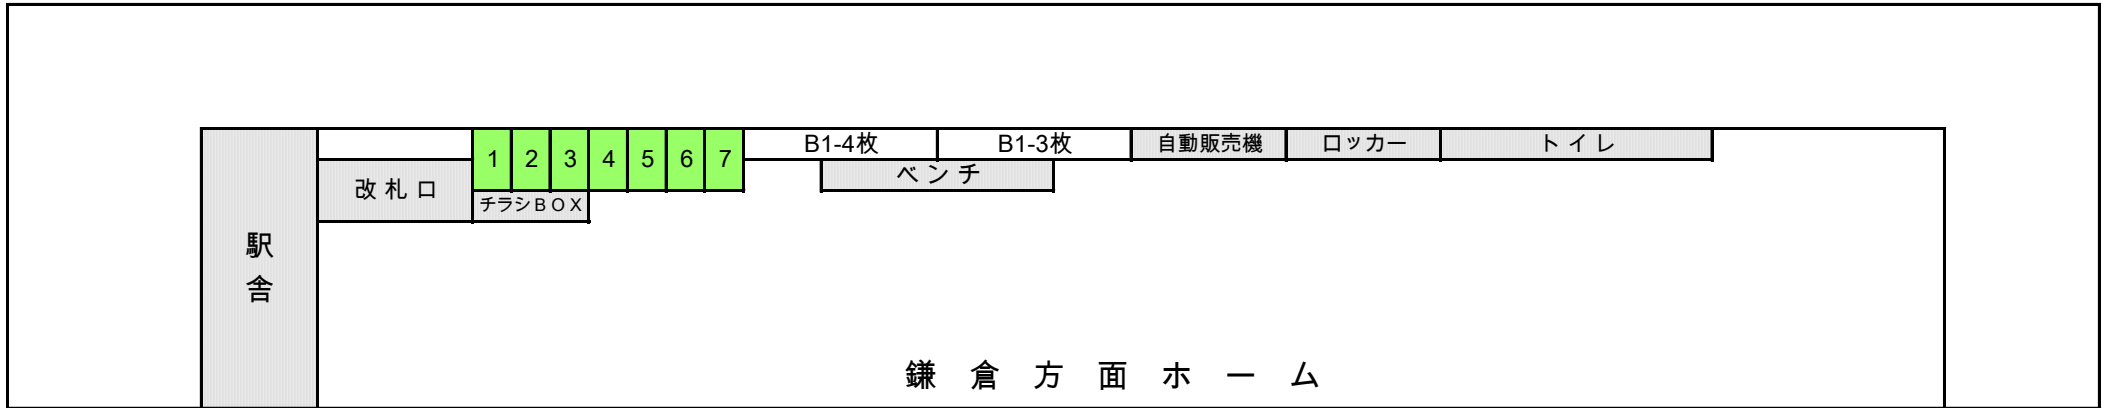 1 2 3 4 5 6 7 B1-4枚 B1-3枚 自動販売機 ロッカー トイレ
改札口 ベンチ
チラシBOX
駅舎
鎌倉方面ホーム